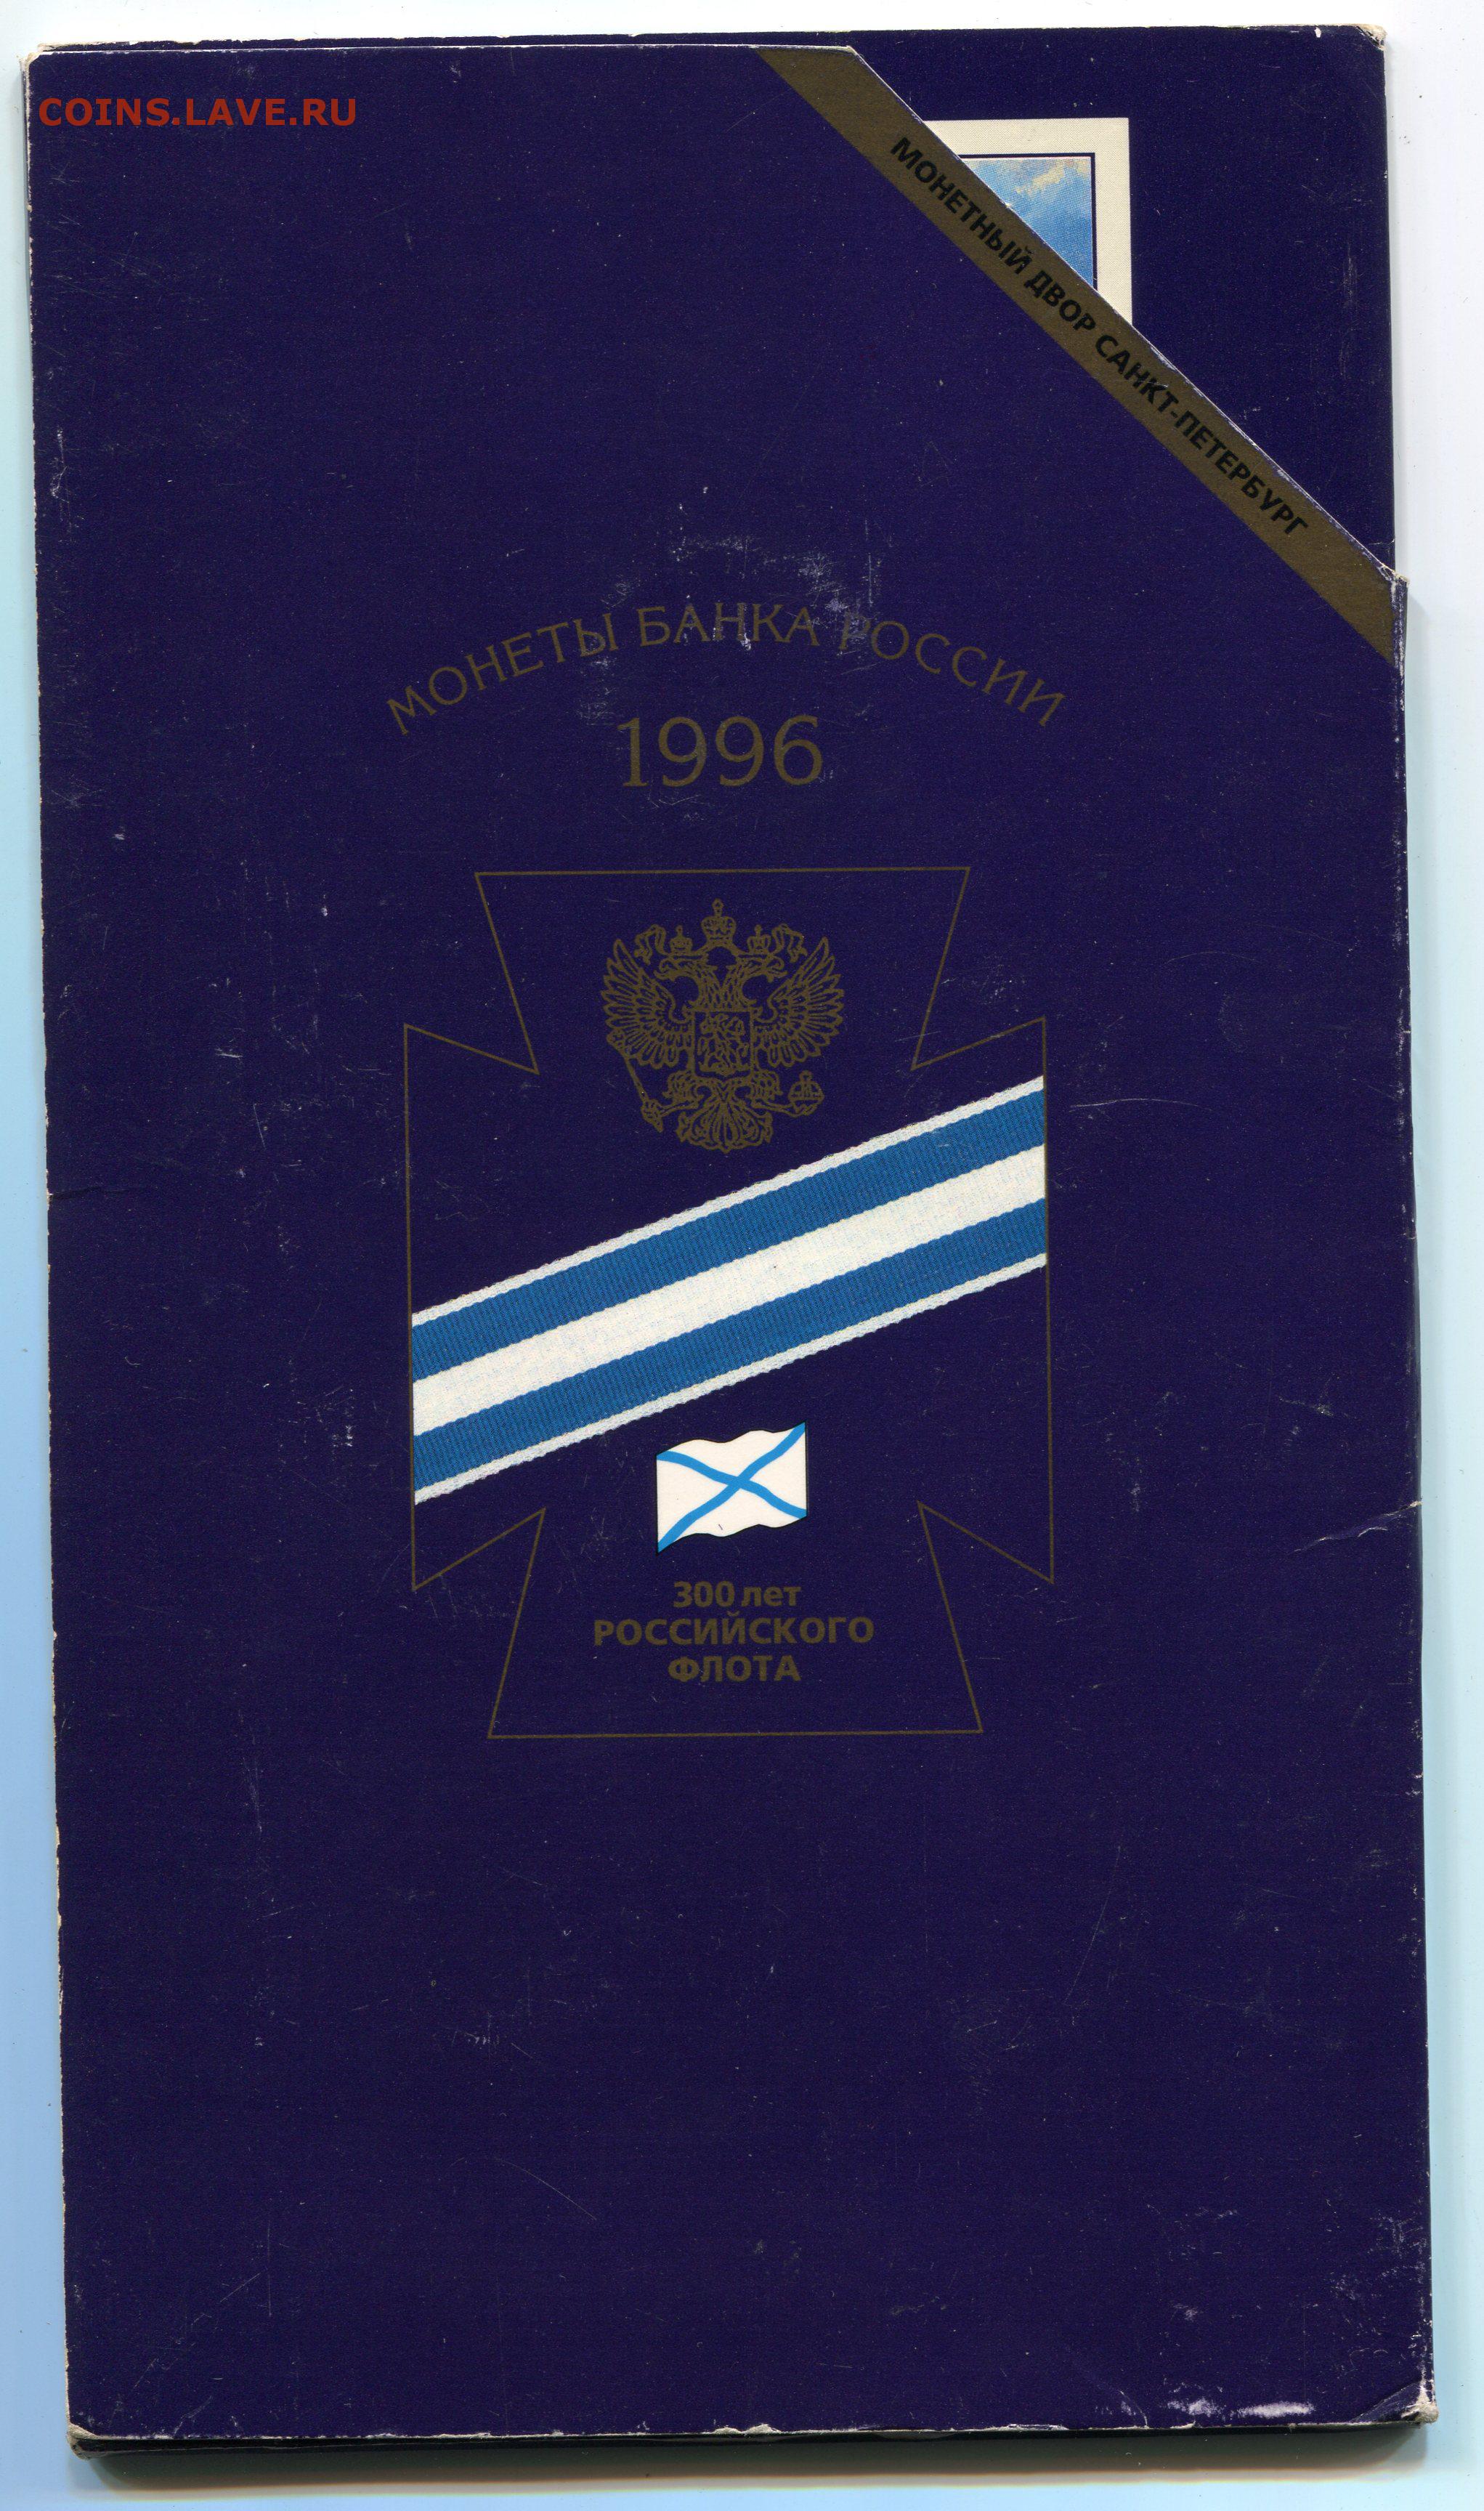 COINS.LAVE.RU
МОНЕТНЫЙ ДВОР САНКТ-ПЕТЕРБУРГ
МОНЕТЫ БАНКА РОССИИ
1996
300 лет
РОССИЙСКОГО
ФЛОТА